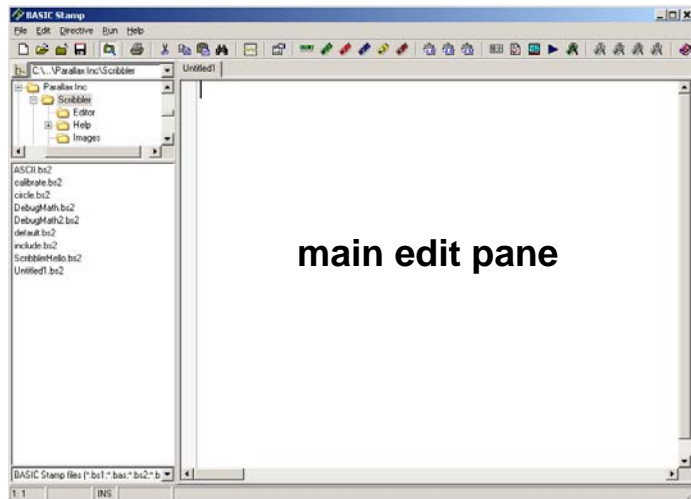 BASIC Stamp
File Edit Directive Run Help
C:\...\Parallax Inc\Scribbler
Untitled1
Parallax Inc
Scribbler
Editor
Help
Images
ASCII.bs2
calibrate.bs2
circle.bs2
DebugMath.bs2
DebugMath2.bs2
default.bs2
include.bs2
ScribblerHello.bs2
Untitled1.bs2
main edit pane
BASIC Stamp files (*.bs1;*.bas;*.bs2;*.b
1: 1 INS